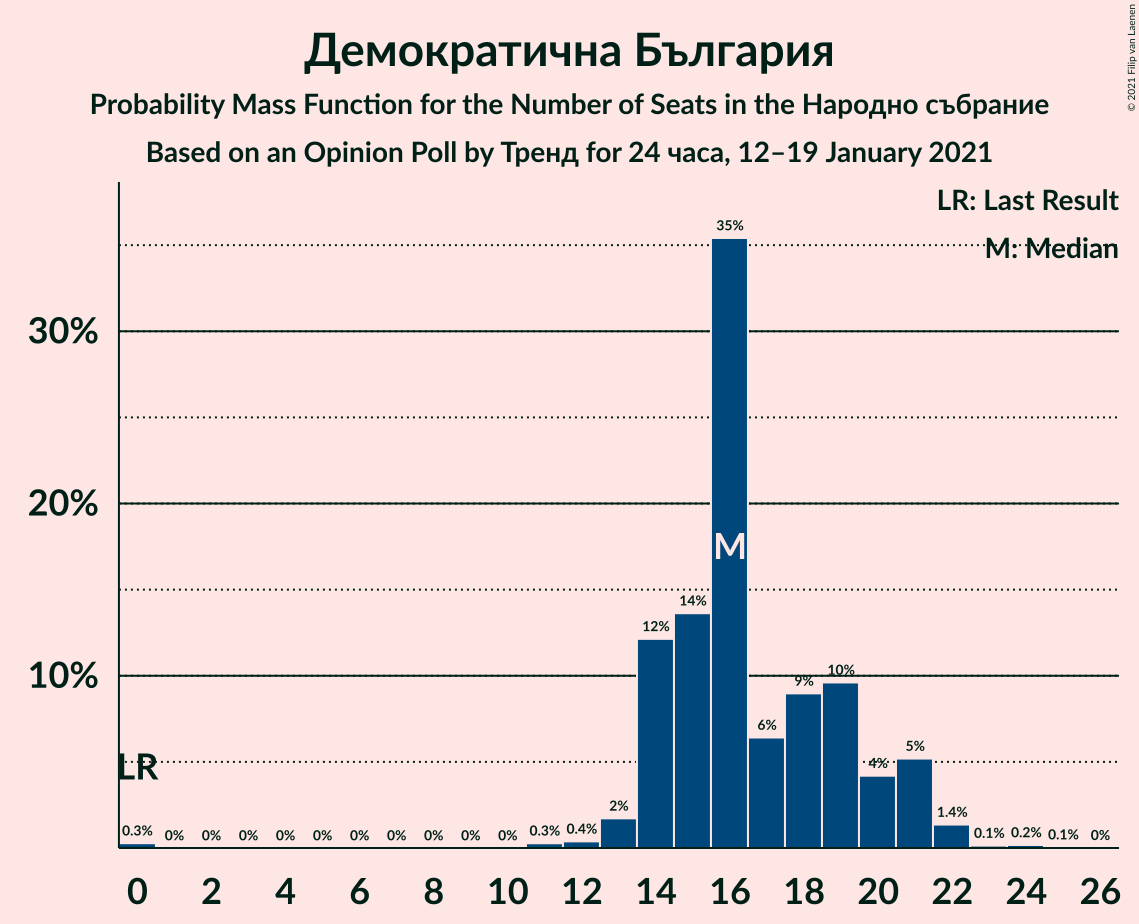 Демократична България
Probability Mass Function for the Number of Seats in the Народно събрание
Based on an Opinion Poll by Тренд for 24 часа, 12–19 January 2021
© 2021 Filip van Laenen
LR: Last Result
M: Median
35%
30%
20%
M
14%
12%
10%
10%
9%
6%
5%
LR
4%
2%
1.4%
0.3% 0% 0% 0% 0% 0% 0% 0% 0% 0% 0% 0.3% 0.4% 0.1% 0.2% 0.1% 0%
0 2 4 6 8 10 12 14 16 18 20 22 24 26